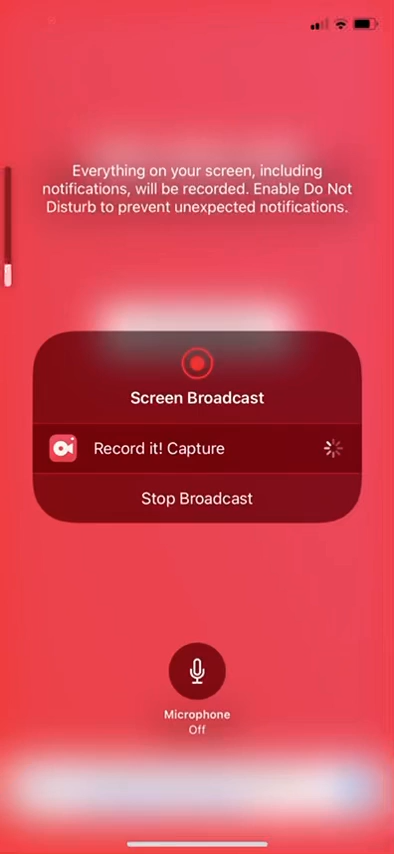 Everything on your screen, including
notifications, will be recorded. Enable Do Not
Disturb to prevent unexpected notifications.
Screen Broadcast
Record it! Capture
Stop Broadcast
Microphone
Off